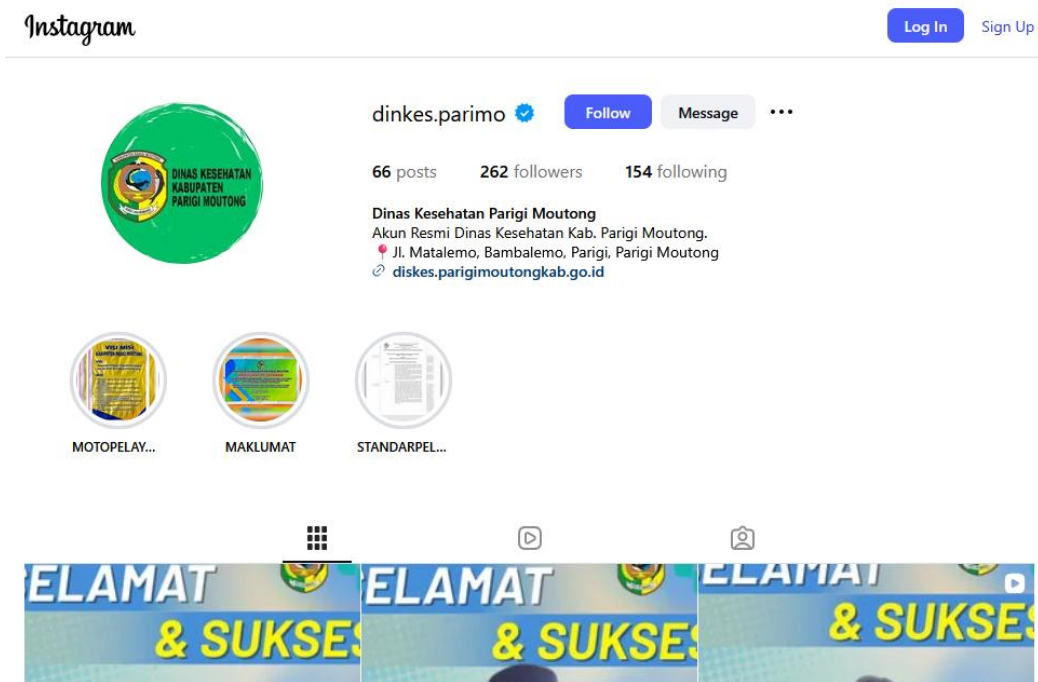 Instagram
Log In
Sign Up
dinkes.parimo
Follow
Message
66 posts 262 followers 154 following
DINAS KESEHATAN
KABUPATEN
PARIGI MOUTONG
Dinas Kesehatan Parigi Moutong
Akun Resmi Dinas Kesehatan Kab. Parigi Moutong.
📍 Jl. Matalemo, Bambalemo, Parigi, Parigi Moutong
diskes.parigimoutongkab.go.id
VISI MISI
MOTOPELAY...
MAKLUMAT
STANDARPEL...
ELAMAT
& SUKSES
ELAMAT
& SUKSES
ELAMAT
& SUKSES